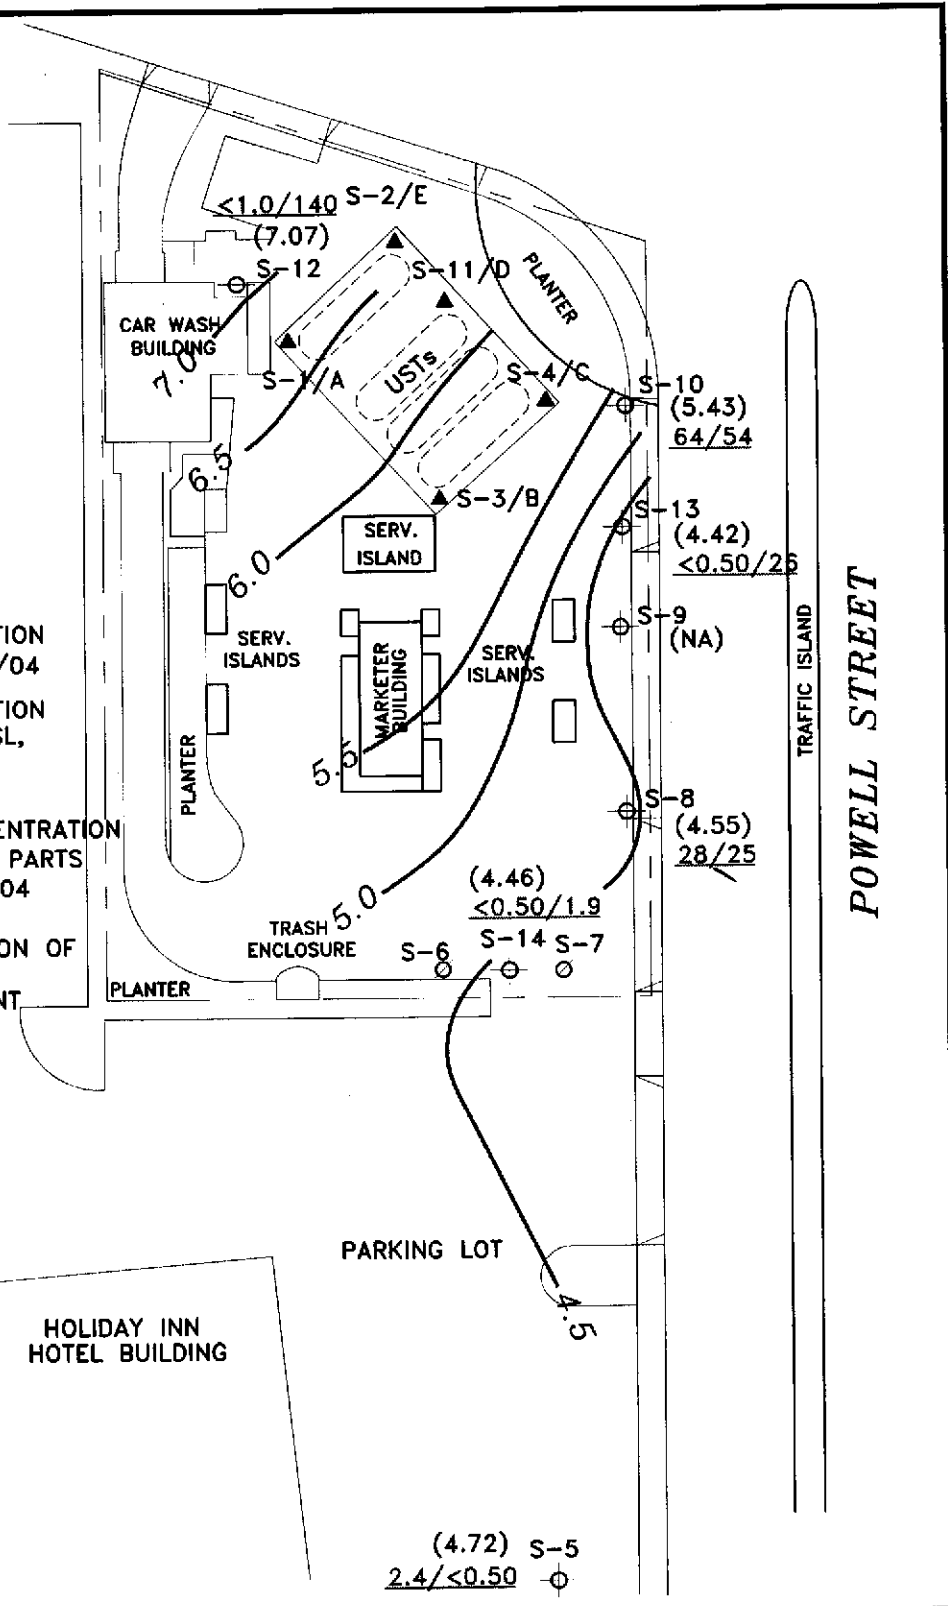 <1.0/140
S-2/E
(7.07)
S-12
S-11/D
PLANTER
CAR WASH
BUILDING
7.0
USTs
S-1/A
S-4/C
S-10
(5.43)
64/54
6.5
S-3/B
S-13
(4.42)
<0.50/26
SERV.
ISLAND
6.0
S-9
(NA)
TION
/04
SERV.
ISLANDS
MARKETER
BUILDING
SERV.
ISLANDS
TRAFFIC ISLAND
POWELL STREET
TION
SL,
5.5
PLANTER
S-8
(4.55)
28/25
ENTRATION
PARTS
04
(4.46)
<0.50/1.9
5.0
TRASH
ENCLOSURE
ON OF
S-6
S-14
S-7
NT
PLANTER
PARKING LOT
4.5
HOLIDAY INN
HOTEL BUILDING
(4.72)
S-5
2.4/<0.50